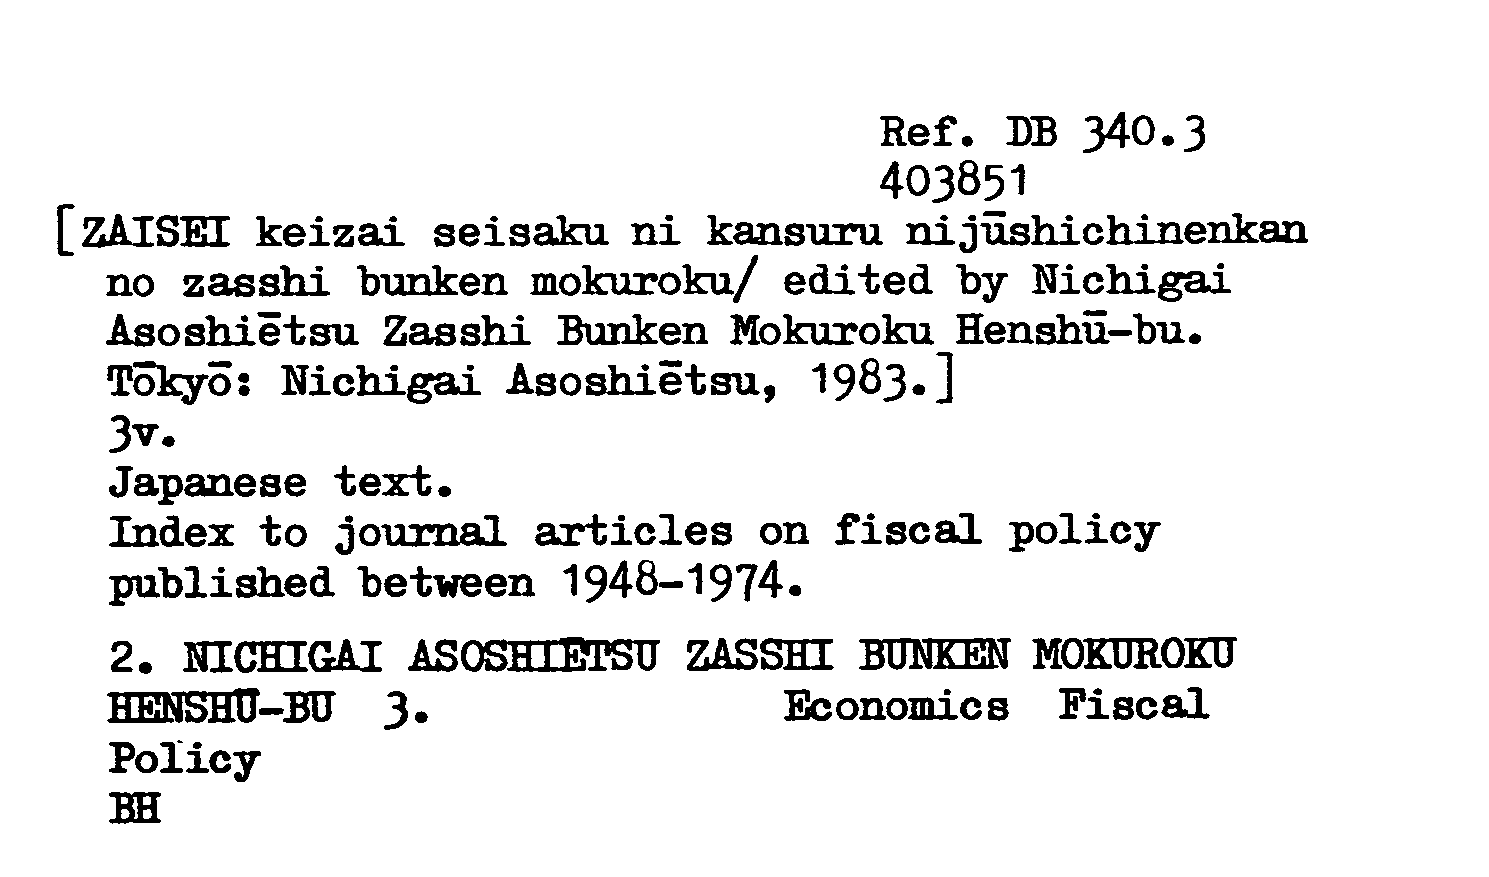 Ref. DB 340.3
403851
[ZAISEI keizai seisaku ni kansuru nijūshichinenkan
no zasshi bunken mokuroku/ edited by Nichigai
Asoshiētsu Zasshi Bunken Mokuroku Henshū-bu.
Tōkyō: Nichigai Asoshiētsu, 1983.]
3v.
Japanese text.
Index to journal articles on fiscal policy
published between 1948-1974.
2. NICHIGAI ASOSHIĒTSU ZASSHI BUNKEN MOKUROKU
HENSHŪ-BU 3. Economics Fiscal
Policy
BH